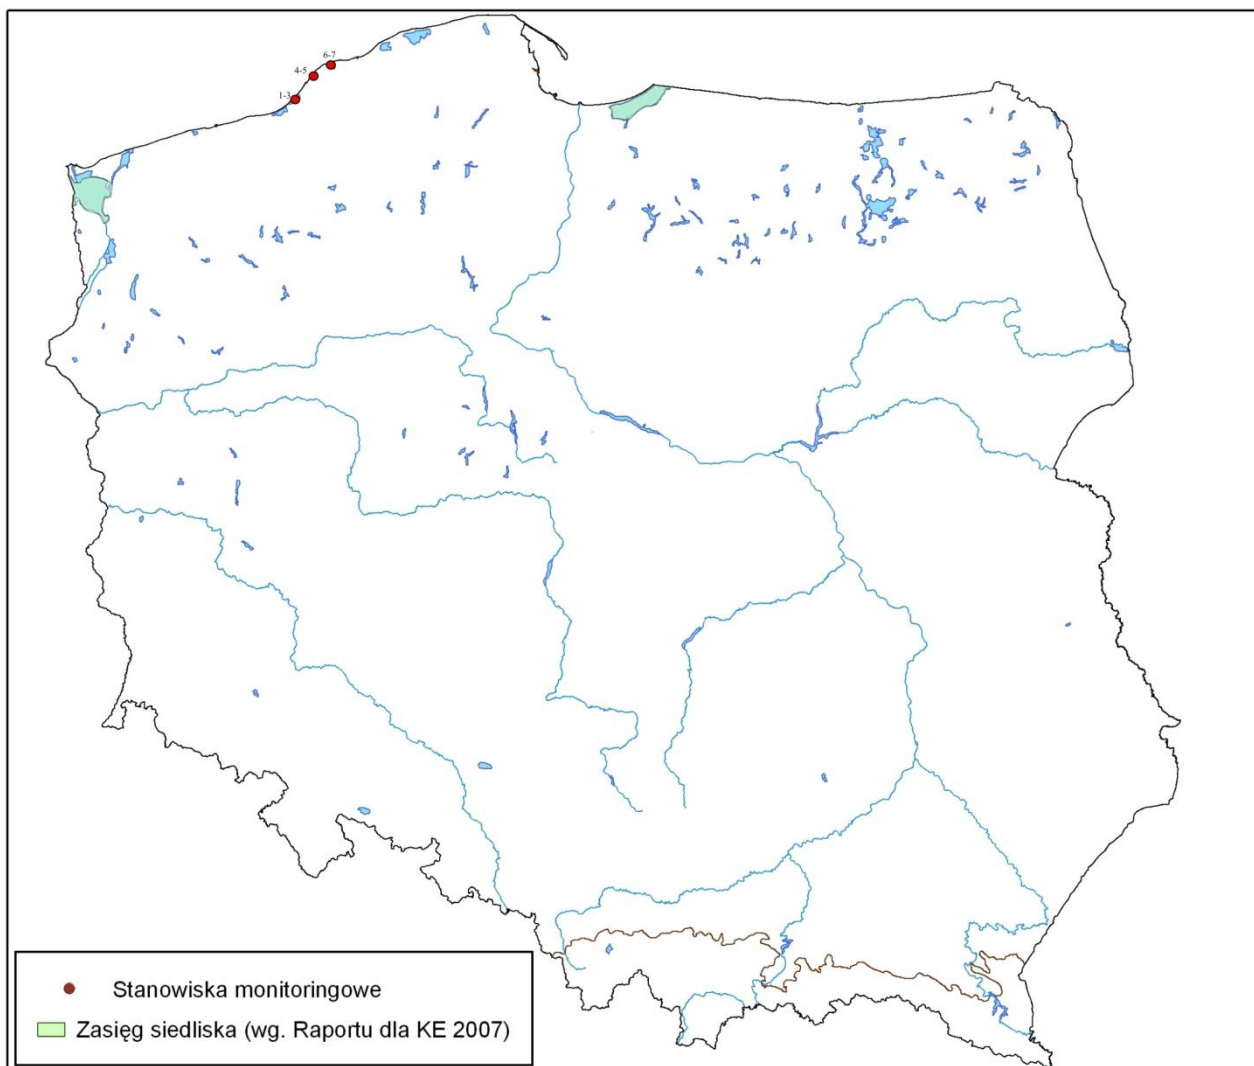 6-7
4-5
1-3
Stanowiska monitoringowe
Zasięg siedliska (wg. Raportu dla KE 2007)